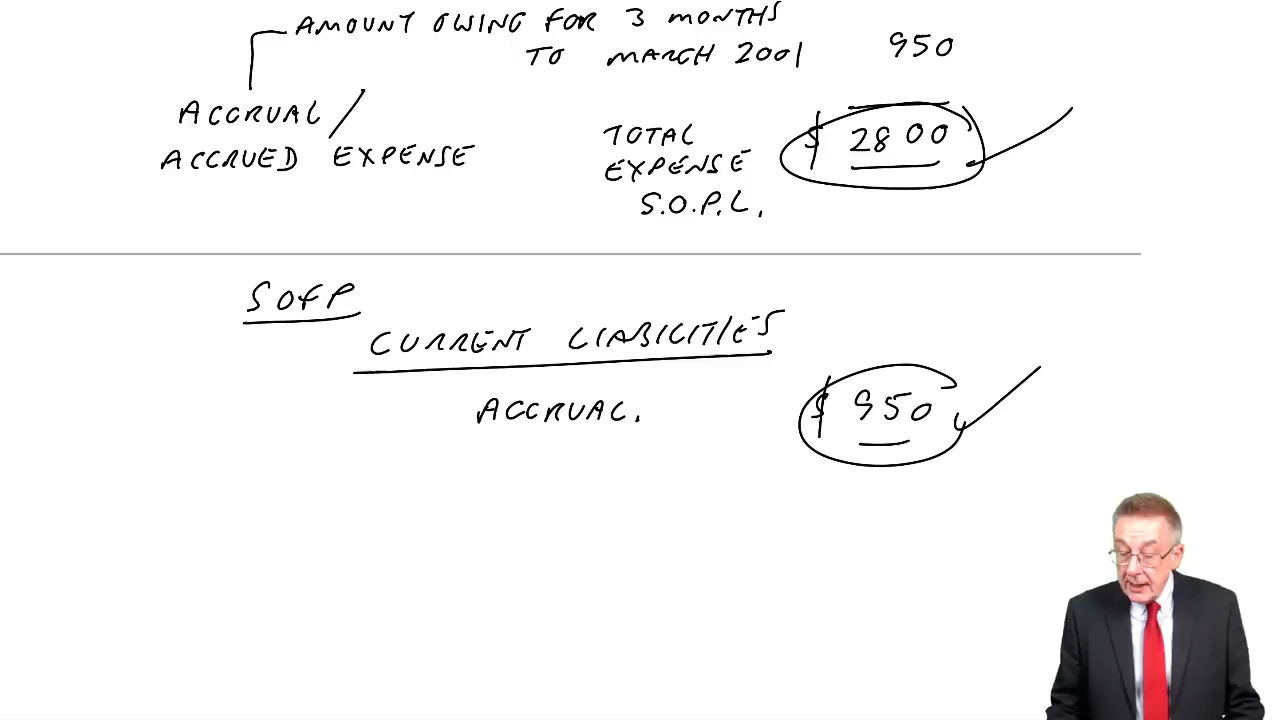 AMOUNT OWING FOR 3 MONTHS
TO MARCH 2001 950
ACCRUAL /
ACCRUED EXPENSE
TOTAL
EXPENSE
S.O.P.L.
$ 2800
SOFP
CURRENT LIABILITIES
ACCRUAL. $ 950